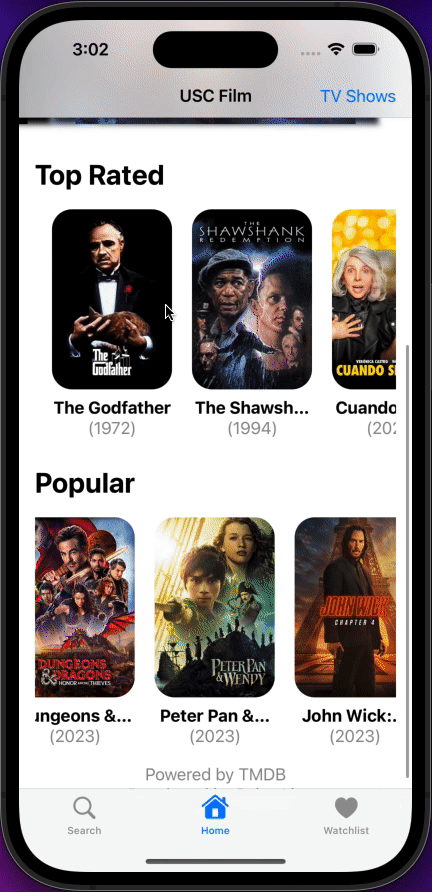 3:02
USC Film
TV Shows
Top Rated
THE
SHAWSHANK
REDEMPTION
The
Godfather
VERÓNICA CASTRO
CUANDO S
The Godfather
The Shawsh...
Cuando
(1972)
(1994)
(202
Popular
DUNGEONS
& DRAGONS
HONOR AMONG THIEVES
PETER PAN
& WENDY
JOHN WICK
CHAPTER 4
ungeons &...
Peter Pan &...
John Wick:.
(2023)
(2023)
(2023)
Powered by TMDB
Search
Home
Watchlist